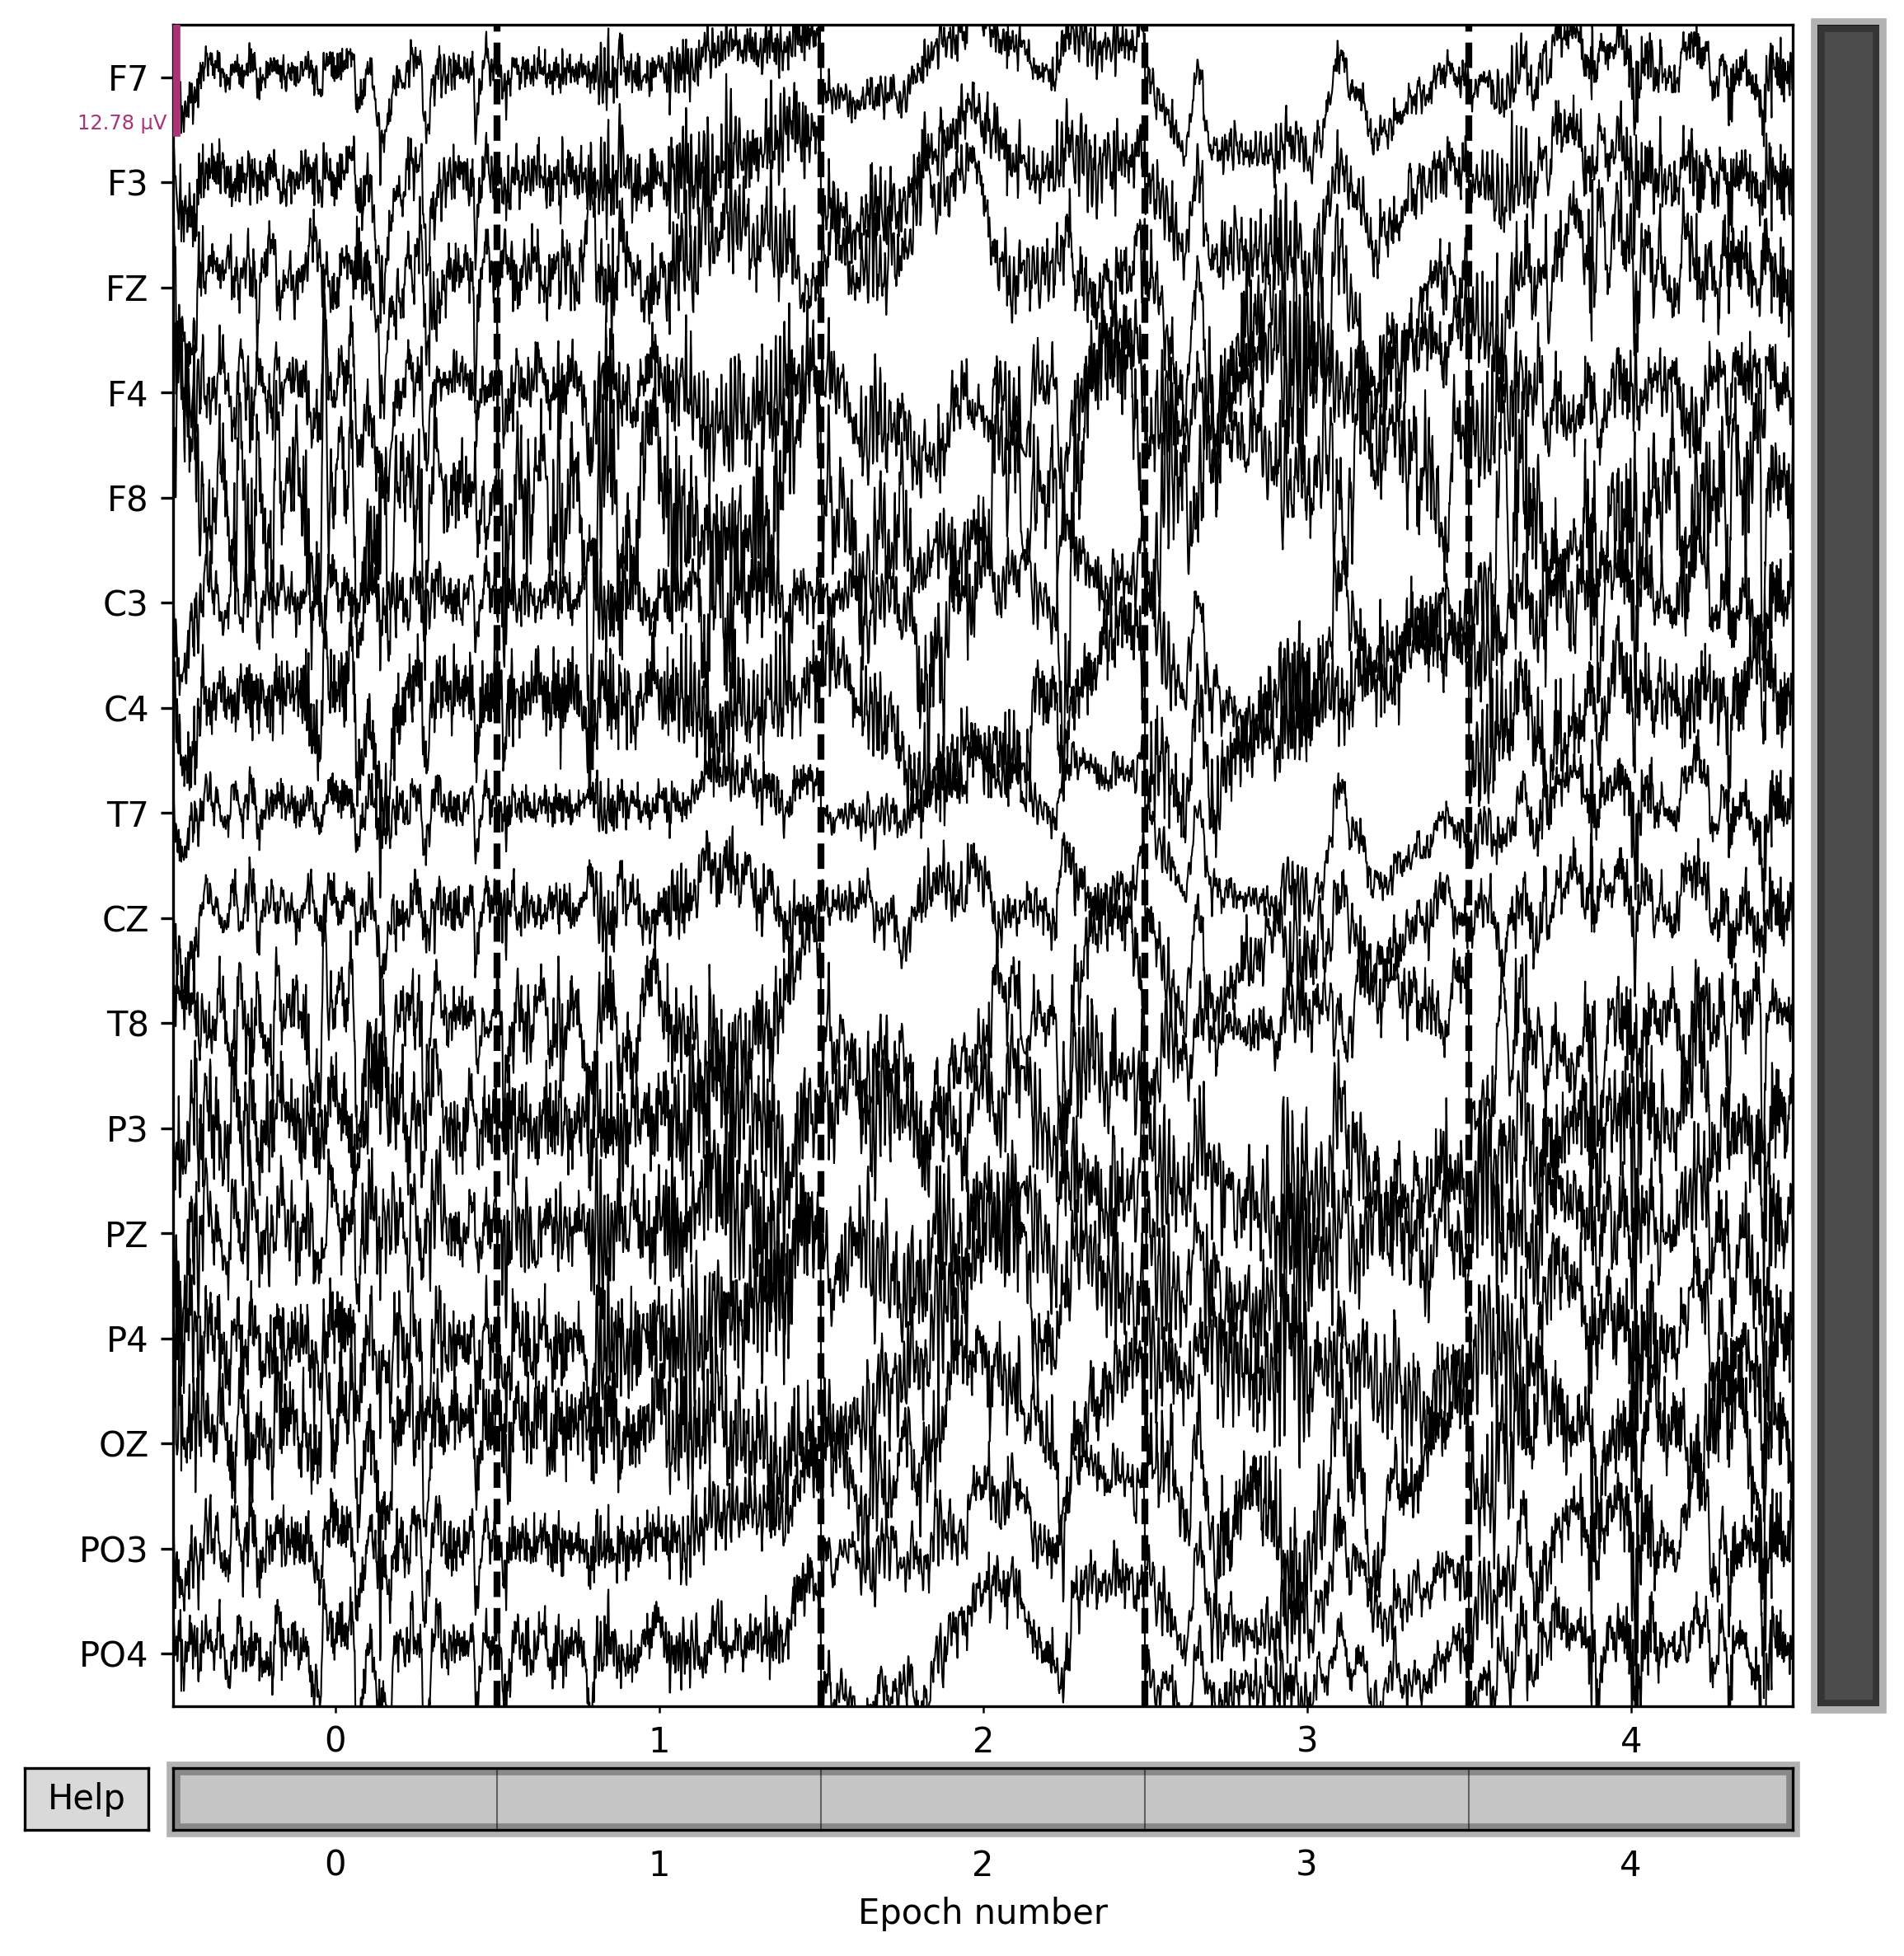 F7
12.78 µV
F3
FZ
F4
F8
C3
C4
T7
CZ
T8
P3
PZ
P4
OZ
PO3
PO4
0 1 2 3 4
Help
0 1 2 3 4
Epoch number